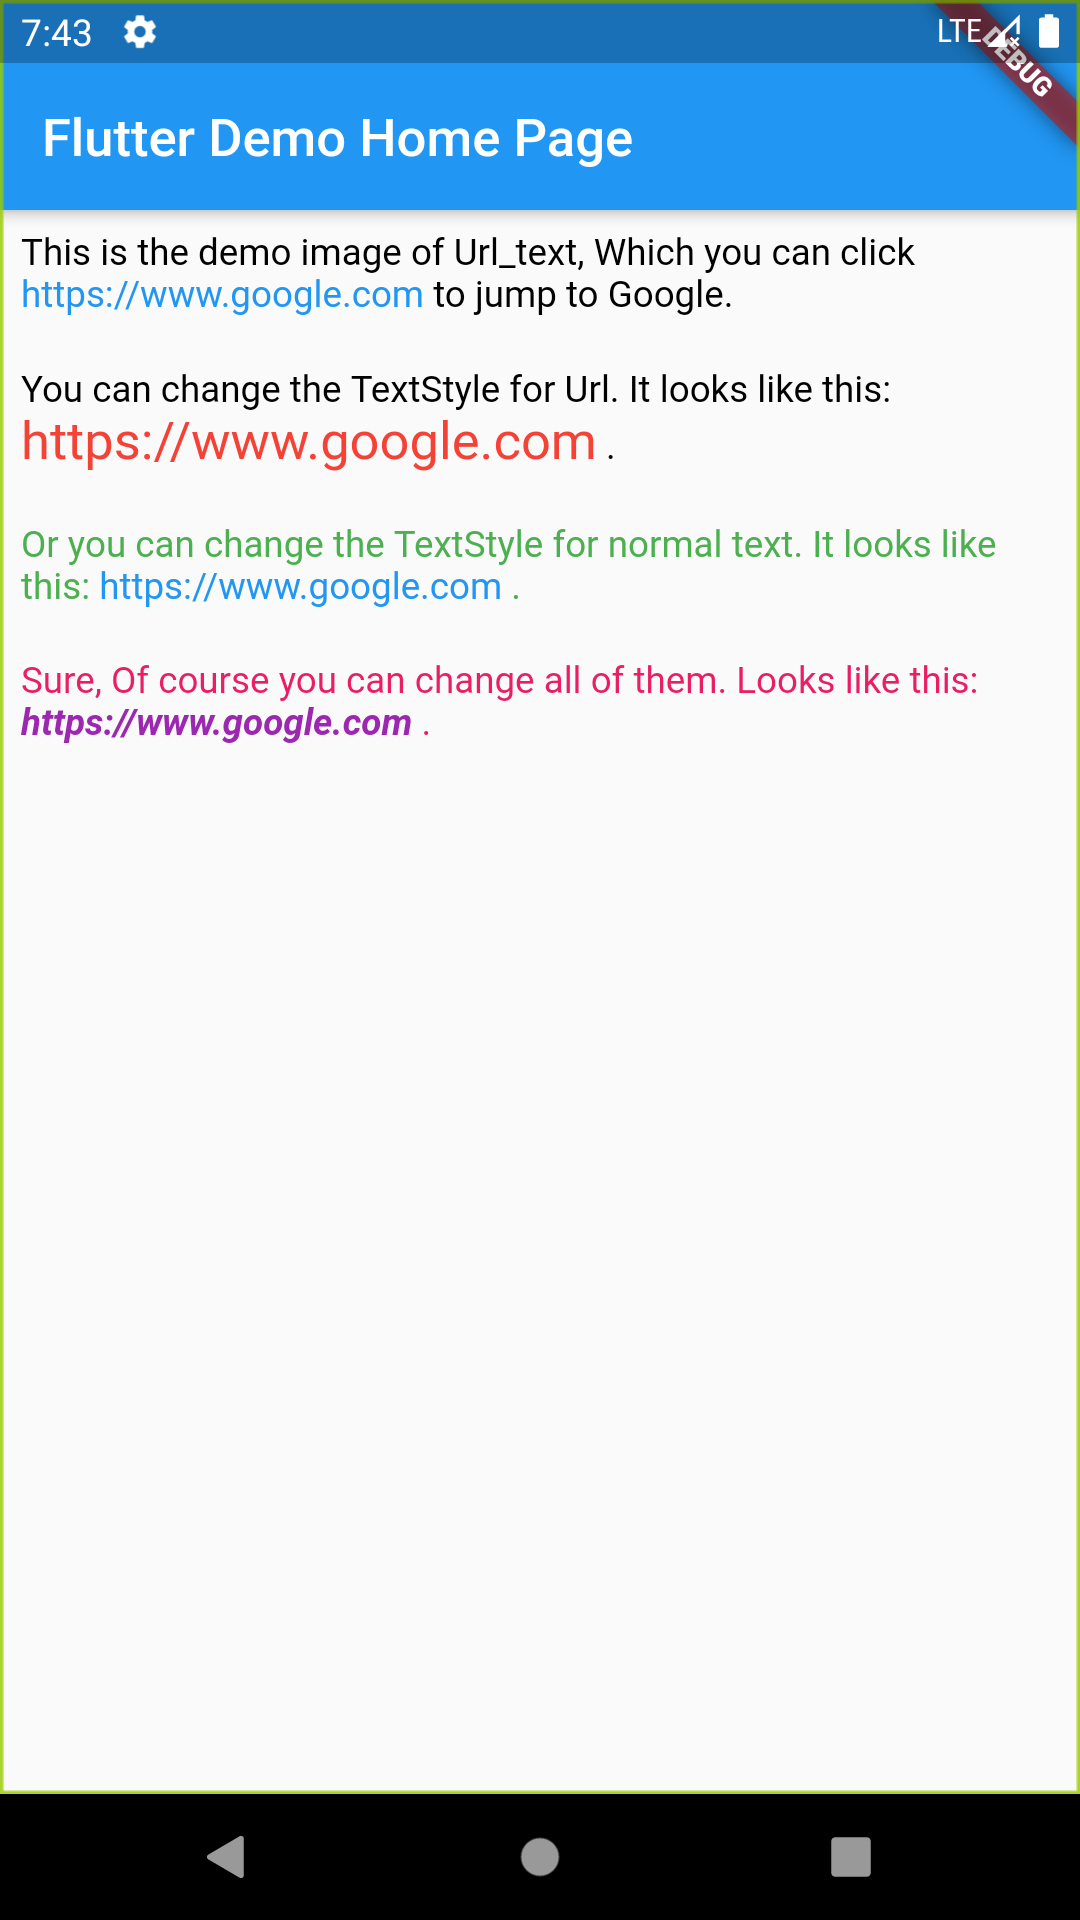 7:43 LTE
DEBUG
Flutter Demo Home Page
This is the demo image of Url_text, Which you can click
https://www.google.com to jump to Google.
You can change the TextStyle for Url. It looks like this:
https://www.google.com .
Or you can change the TextStyle for normal text. It looks like
this: https://www.google.com .
Sure, Of course you can change all of them. Looks like this:
https://www.google.com .